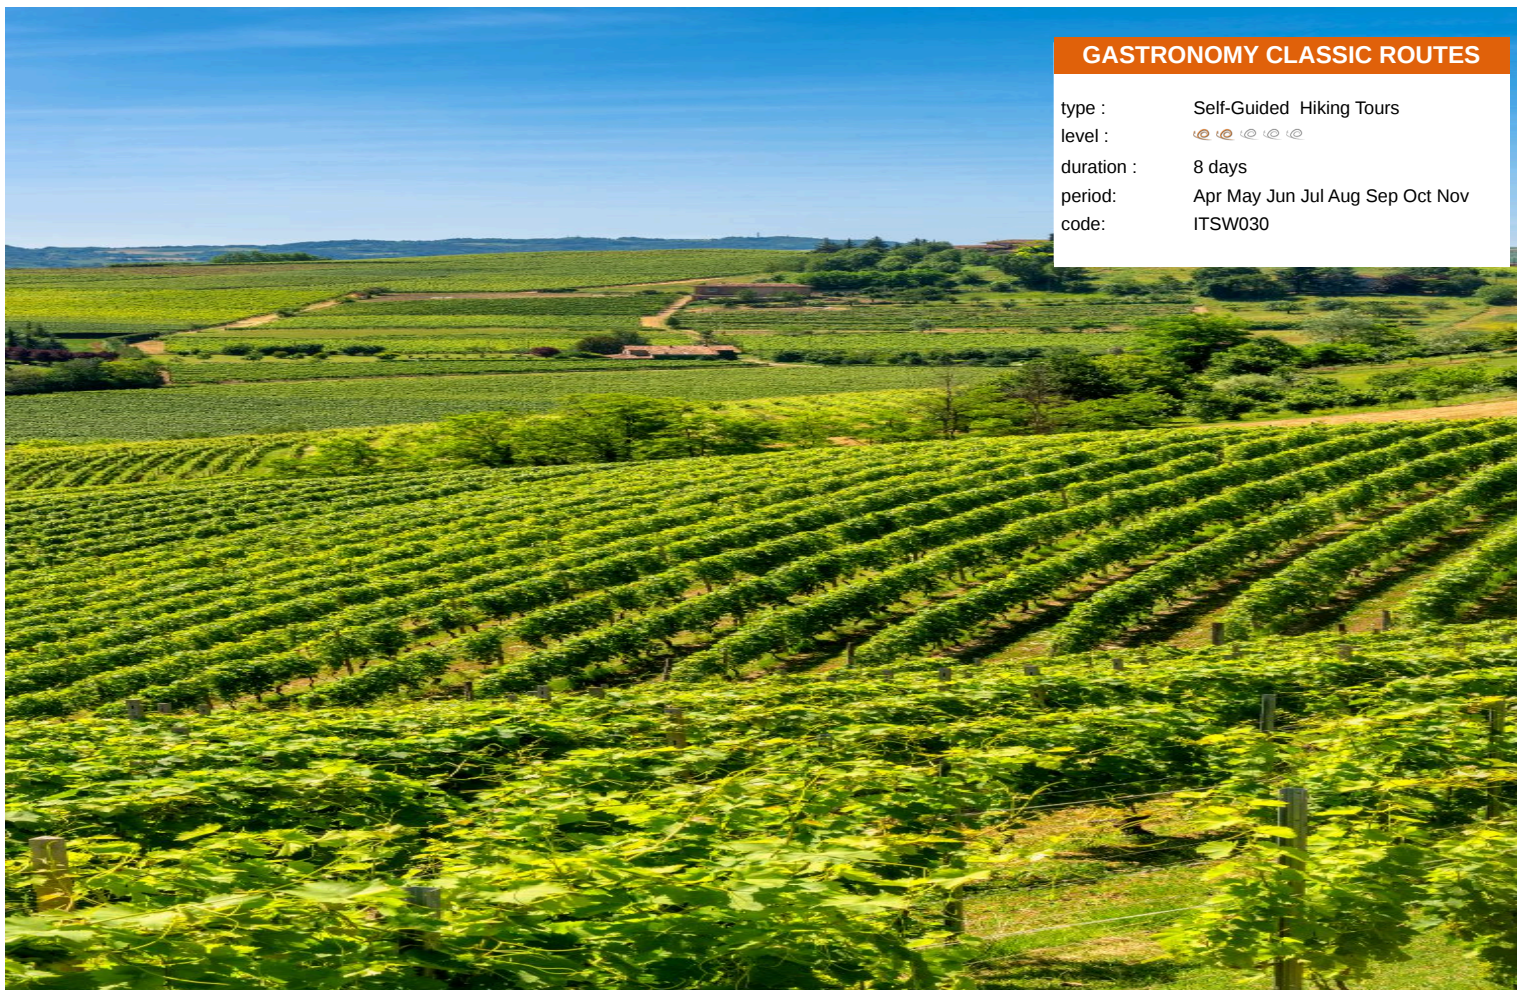 GASTRONOMY CLASSIC ROUTES
type : Self-Guided  Hiking Tours
level :
duration : 8 days
period: Apr May Jun Jul Aug Sep Oct Nov
code: ITSW030